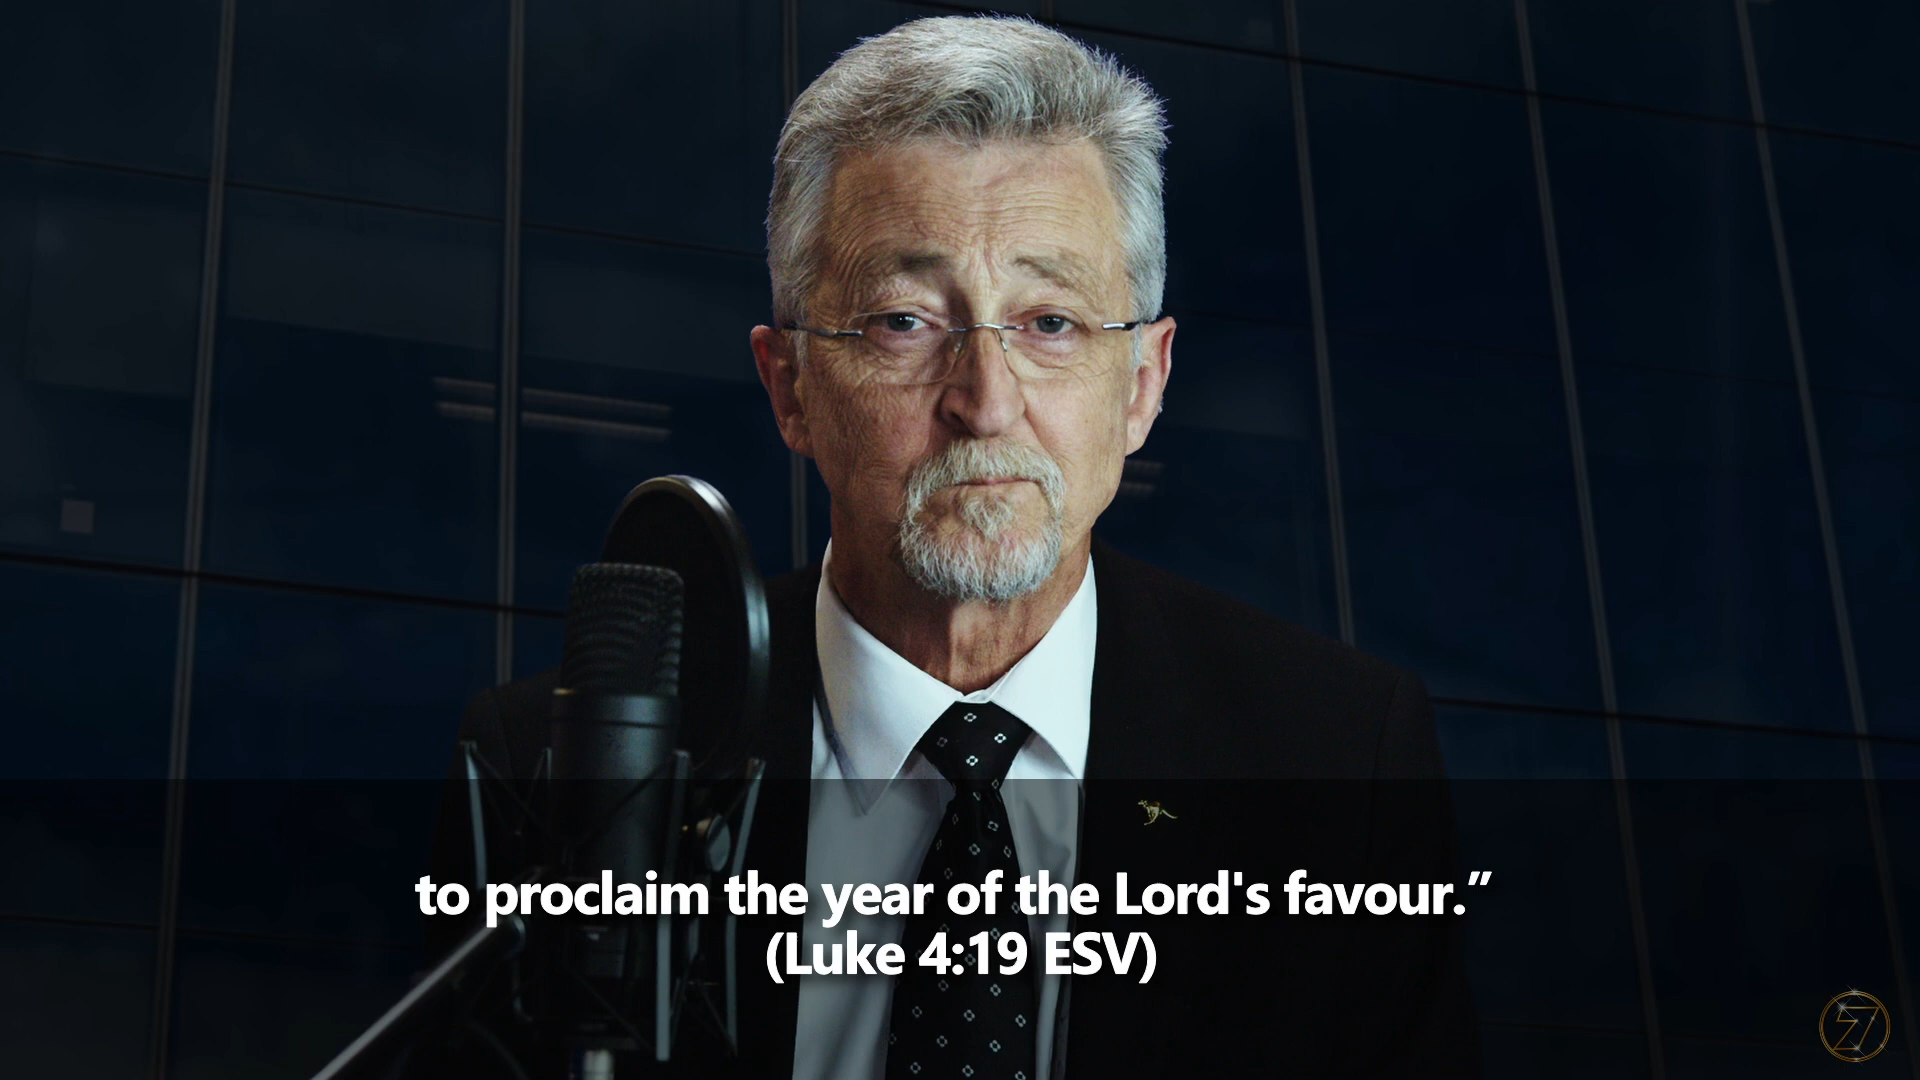 to proclaim the year of the Lord's favour.”
(Luke 4:19 ESV)